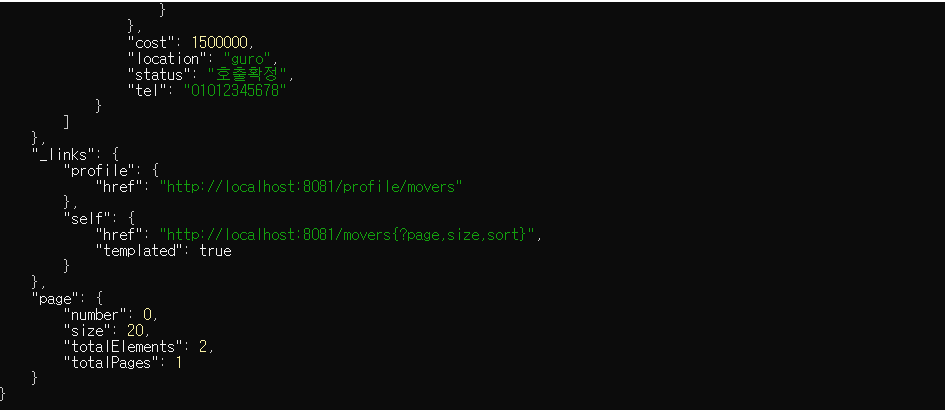 }
},
"cost": 1500000,
"location": "guro",
"status": "호출확정",
"tel": "01012345678"
}
]
},
"_links": {
"profile": {
"href": "http://localhost:8081/profile/movers"
},
"self": {
"href": "http://localhost:8081/movers{?page,size,sort}",
"templated": true
}
},
"page": {
"number": 0,
"size": 20,
"totalElements": 2,
"totalPages": 1
}
}